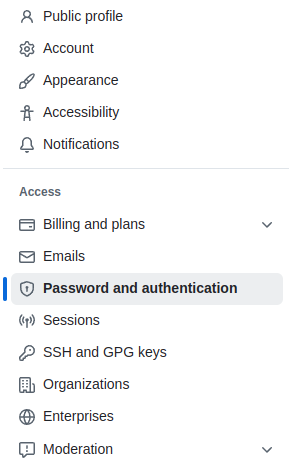 Public profile
Account
Appearance
Accessibility
Notifications
Access
Billing and plans
Emails
Password and authentication
Sessions
SSH and GPG keys
Organizations
Enterprises
Moderation